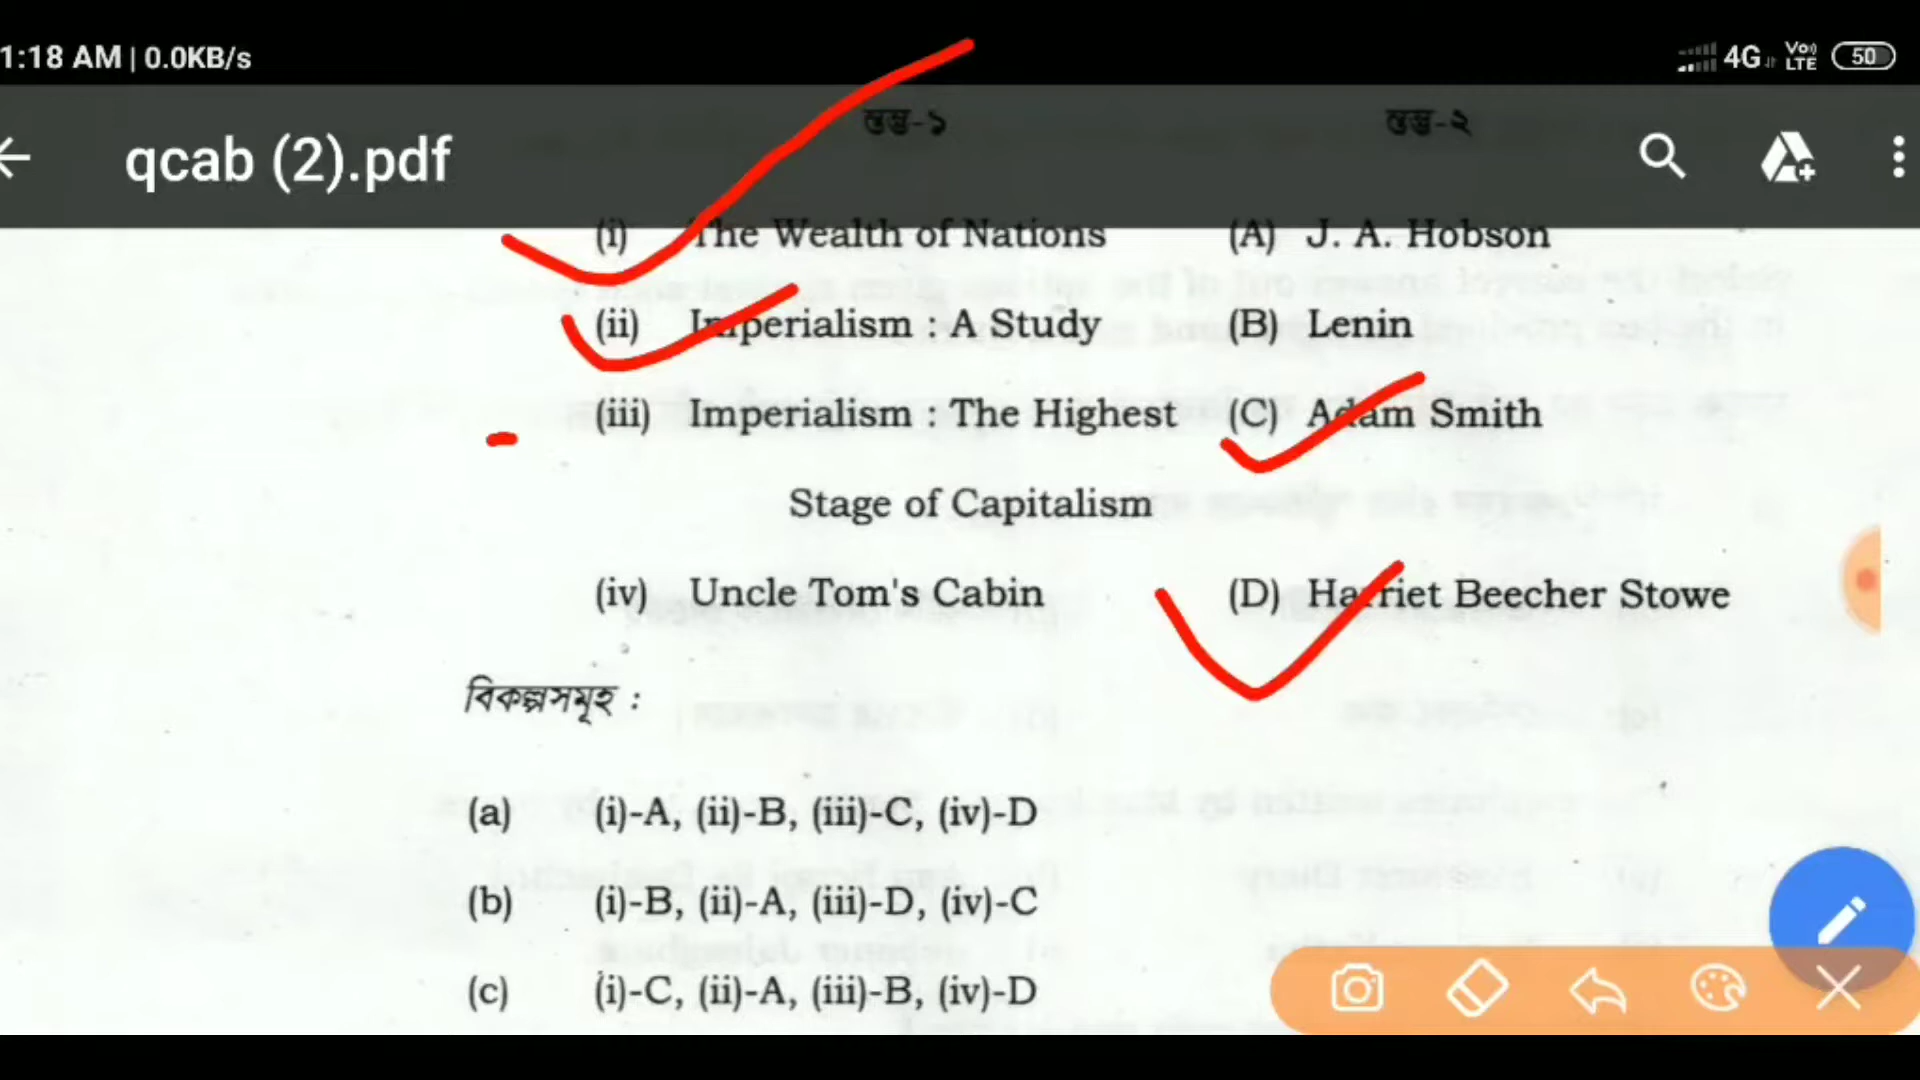 1:18 AM | 0.0KB/s 4G Vo) LTE 50
স্তম্ভ-১ স্তম্ভ-২
qcab (2).pdf
(i) The Wealth of Nations (A) J. A. Hobson
(ii) Imperialism : A Study (B) Lenin
(iii) Imperialism : The Highest (C) Adam Smith
Stage of Capitalism
(iv) Uncle Tom's Cabin (D) Harriet Beecher Stowe
বিকল্পসমূহ :
(a) (i)-A, (ii)-B, (iii)-C, (iv)-D
(b) (i)-B, (ii)-A, (iii)-D, (iv)-C
(c) (i)-C, (ii)-A, (iii)-B, (iv)-D